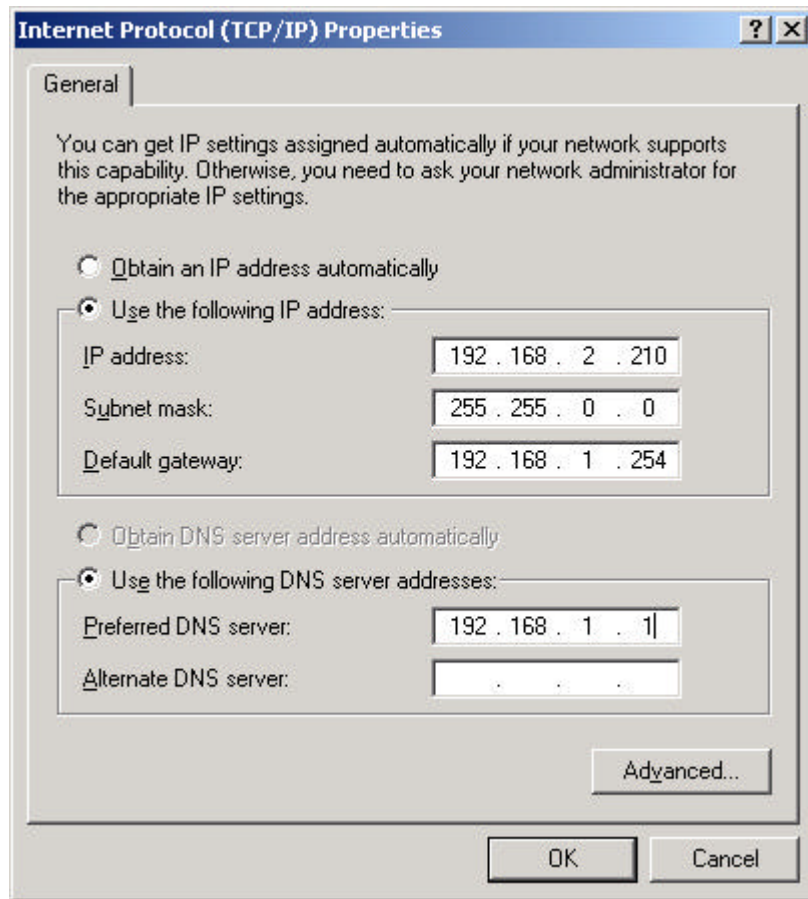 Internet Protocol (TCP/IP) Properties
General
You can get IP settings assigned automatically if your network supports
this capability. Otherwise, you need to ask your network administrator for
the appropriate IP settings.
Obtain an IP address automatically
Use the following IP address:
IP address: 192 . 168 . 2 . 210
Subnet mask: 255 . 255 . 0 . 0
Default gateway: 192 . 168 . 1 . 254
Obtain DNS server address automatically
Use the following DNS server addresses:
Preferred DNS server: 192 . 168 . 1 . 1
Alternate DNS server: . . .
Advanced...
OK Cancel